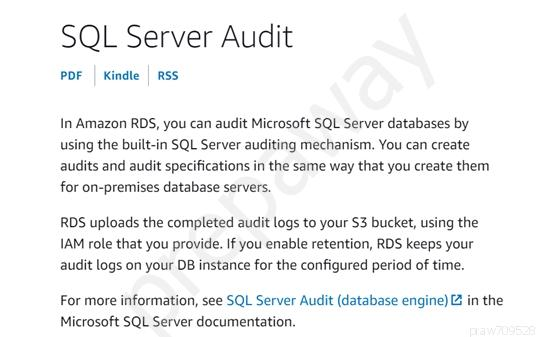 SQL Server Audit
PDF Kindle RSS
In Amazon RDS, you can audit Microsoft SQL Server databases by
using the built-in SQL Server auditing mechanism. You can create
audits and audit specifications in the same way that you create them
for on-premises database servers.
RDS uploads the completed audit logs to your S3 bucket, using the
IAM role that you provide. If you enable retention, RDS keeps your
audit logs on your DB instance for the configured period of time.
For more information, see SQL Server Audit (database engine) in the
Microsoft SQL Server documentation.
prepaway
praw709528